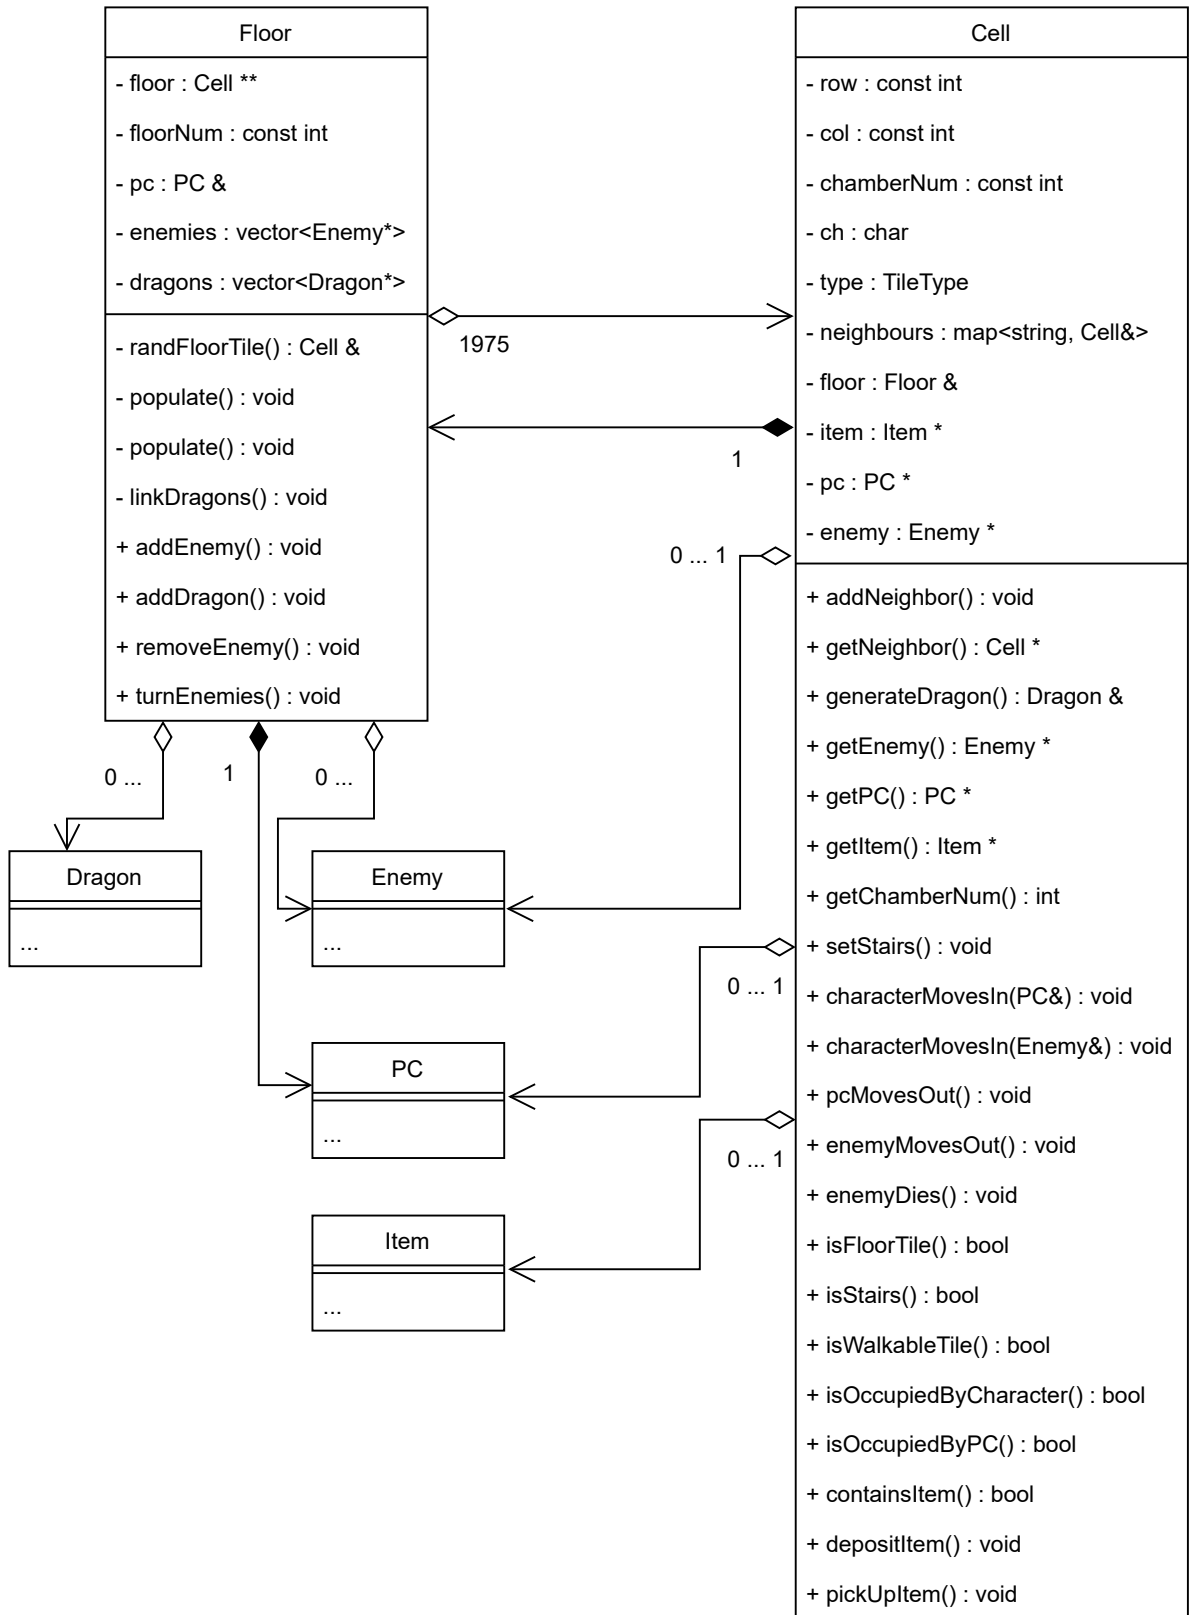 Floor
- floor : Cell **
- floorNum : const int
- pc : PC &
- enemies : vector<Enemy*>
- dragons : vector<Dragon*>
- randFloorTile() : Cell &
- populate() : void
- populate() : void
- linkDragons() : void
+ addEnemy() : void
+ addDragon() : void
+ removeEnemy() : void
+ turnEnemies() : void
Cell
- row : const int
- col : const int
- chamberNum : const int
- ch : char
- type : TileType
- neighbours : map<string, Cell&>
- floor : Floor &
- item : Item *
- pc : PC *
- enemy : Enemy *
+ addNeighbor() : void
+ getNeighbor() : Cell *
+ generateDragon() : Dragon &
+ getEnemy() : Enemy *
+ getPC() : PC *
+ getItem() : Item *
+ getChamberNum() : int
+ setStairs() : void
+ characterMovesIn(PC&) : void
+ characterMovesIn(Enemy&) : void
+ pcMovesOut() : void
+ enemyMovesOut() : void
+ enemyDies() : void
+ isFloorTile() : bool
+ isStairs() : bool
+ isWalkableTile() : bool
+ isOccupiedByCharacter() : bool
+ isOccupiedByPC() : bool
+ containsItem() : bool
+ depositItem() : void
+ pickUpItem() : void
1975
1
0 ... 1
0 ...
1
0 ...
Dragon
...
Enemy
...
0 ... 1
PC
...
0 ... 1
Item
...